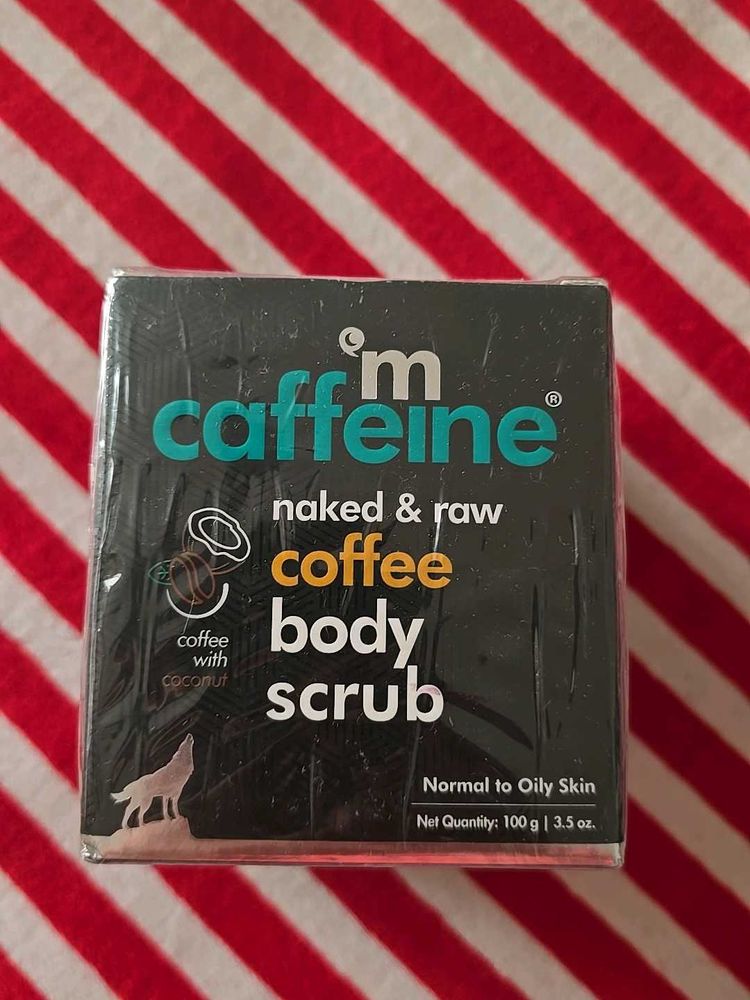 'm
caffeine®
naked & raw
coffee
body
scrub
coffee
with
coconut
Normal to Oily Skin
Net Quantity: 100 g | 3.5 oz.